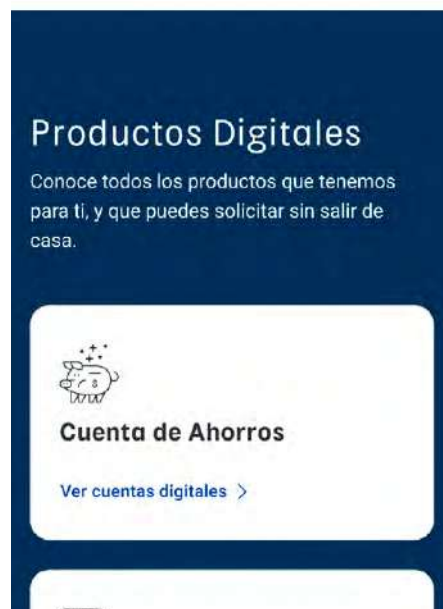 Productos Digitales
Conoce todos los productos que tenemos
para ti, y que puedes solicitar sin salir de
casa.
Cuenta de Ahorros
Ver cuentas digitales >